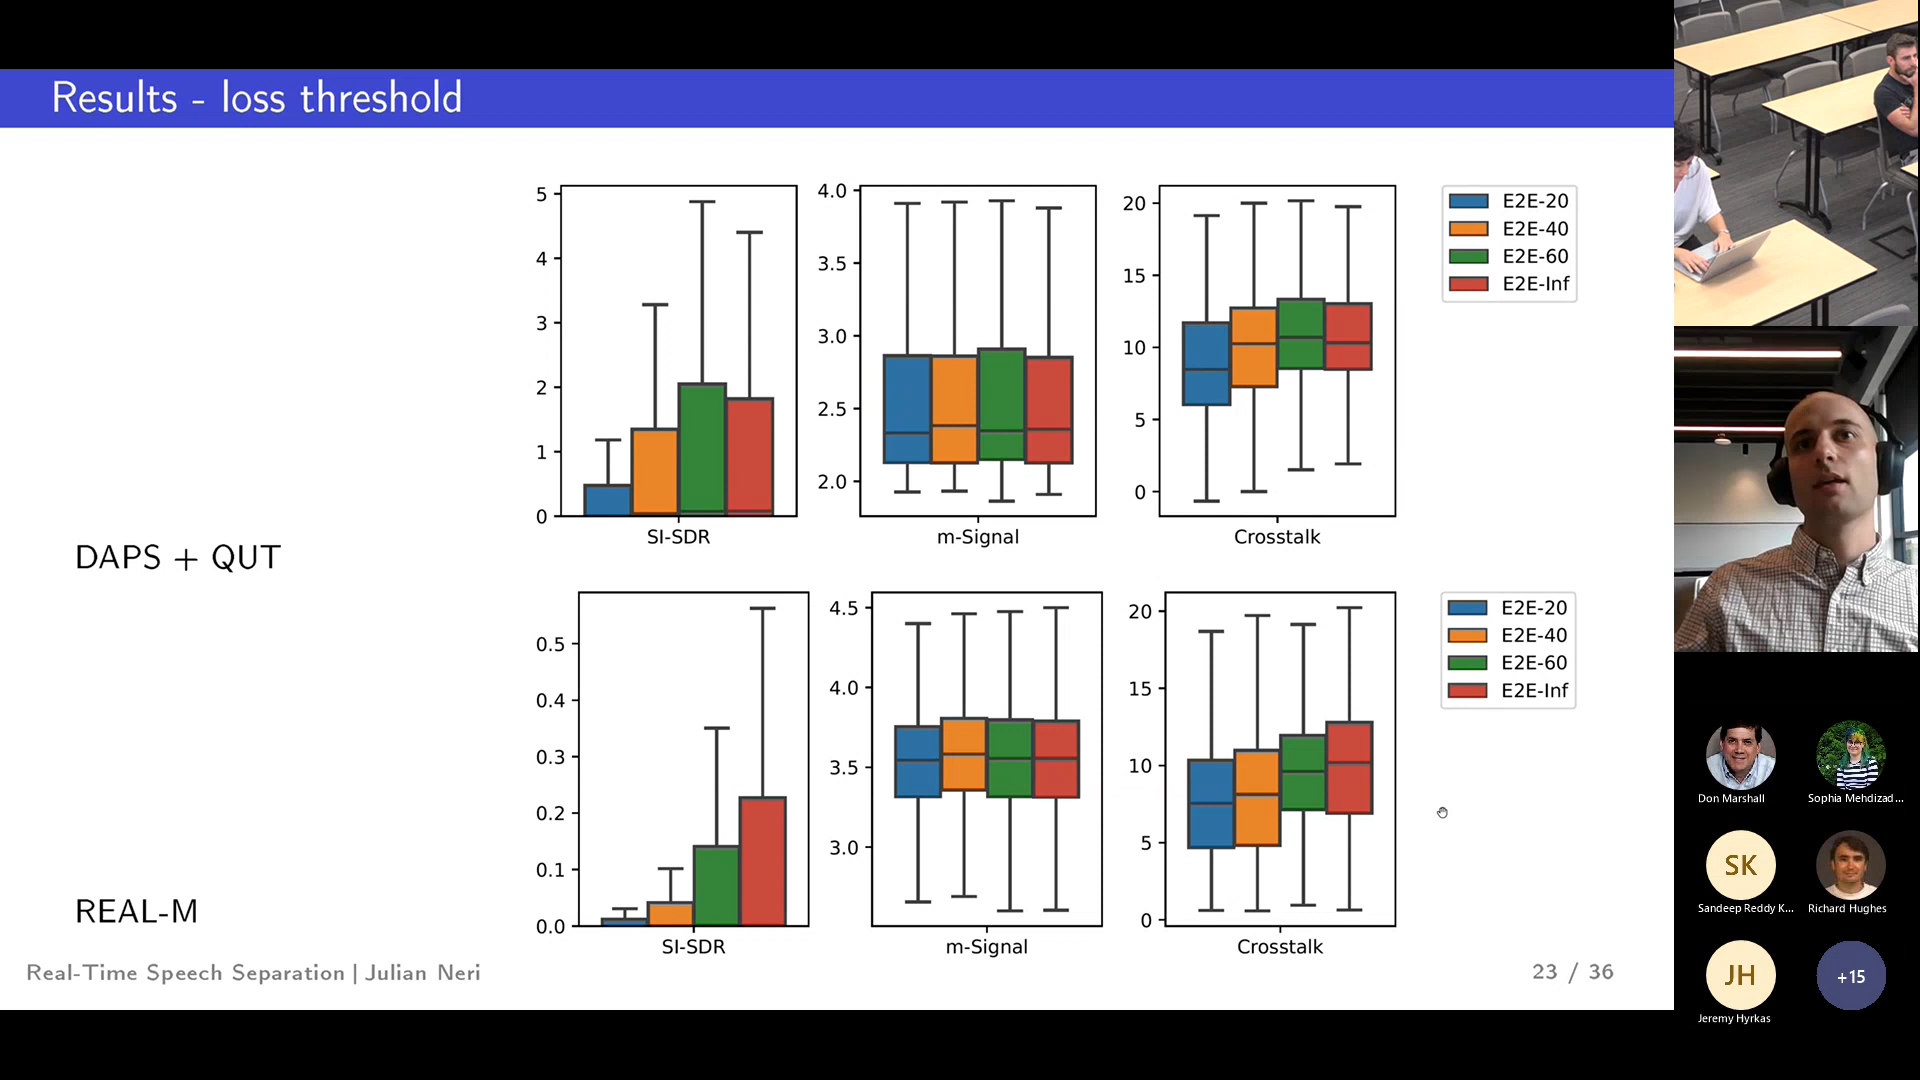 Results - loss threshold
5
4
3
2
1
0
SI-SDR
4.0
3.5
3.0
2.5
2.0
m-Signal
20
15
10
5
0
Crosstalk
E2E-20
E2E-40
E2E-60
E2E-Inf
DAPS + QUT
0.5
0.4
0.3
0.2
0.1
0.0
SI-SDR
4.5
4.0
3.5
3.0
m-Signal
20
15
10
5
0
Crosstalk
E2E-20
E2E-40
E2E-60
E2E-Inf
REAL-M
Real-Time Speech Separation | Julian Neri
23 / 36
Don Marshall
Sophia Mehdizad...
SK
Sandeep Reddy K...
Richard Hughes
JH
Jeremy Hyrkas
+15